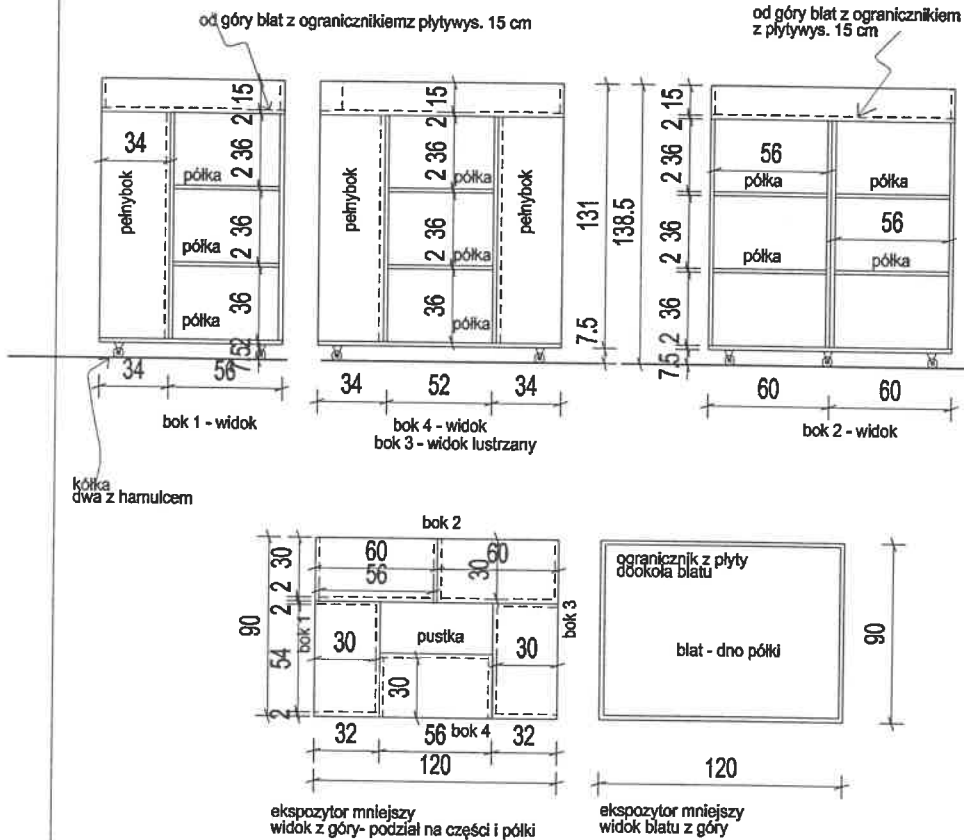 od góry blat z ogranicznikiemz płytywys. 15 cm
od góry blat z ogranicznikiem
z płytywys. 15 cm
34
pełnybok
15
2
36
2
36
2
36
2
7.5
półka
półka
półka
34
56
bok 1 - widok
kółka
dwa z hamulcem
pełnybok
pełnybok
15
2
36
2
36
2
36
półka
półka
półka
131
138.5
7.5
34
52
34
bok 4 - widok
bok 3 - widok lustrzany
15
2
36
2
36
2
36
2
7.5
56
półka
półka
56
półka
półka
60
60
bok 2 - widok
bok 2
90
30
2
2
54
2
bok 1
60
60
56
30
bok 3
30
pustka
30
30
bok 4
32
56
32
120
ekspozytor mniejszy
widok z góry- podział na części i półki
ogranicznik z płyty
dookoła blatu
blat - dno półki
90
120
ekspozytor mniejszy
widok blatu z góry